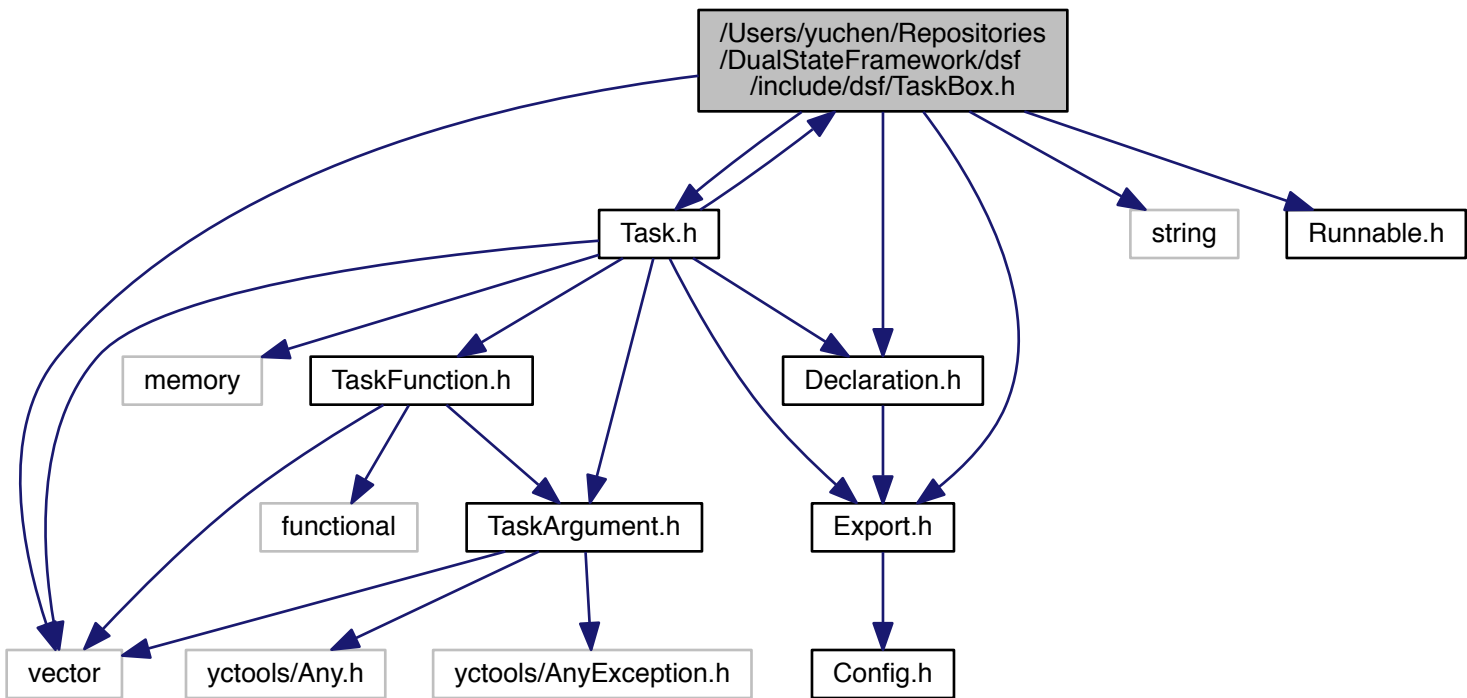 /Users/yuchen/Repositories
/DualStateFramework/dsf
/include/dsf/TaskBox.h
Task.h
string
Runnable.h
memory
TaskFunction.h
Declaration.h
functional
TaskArgument.h
Export.h
vector
yctools/Any.h
yctools/AnyException.h
Config.h